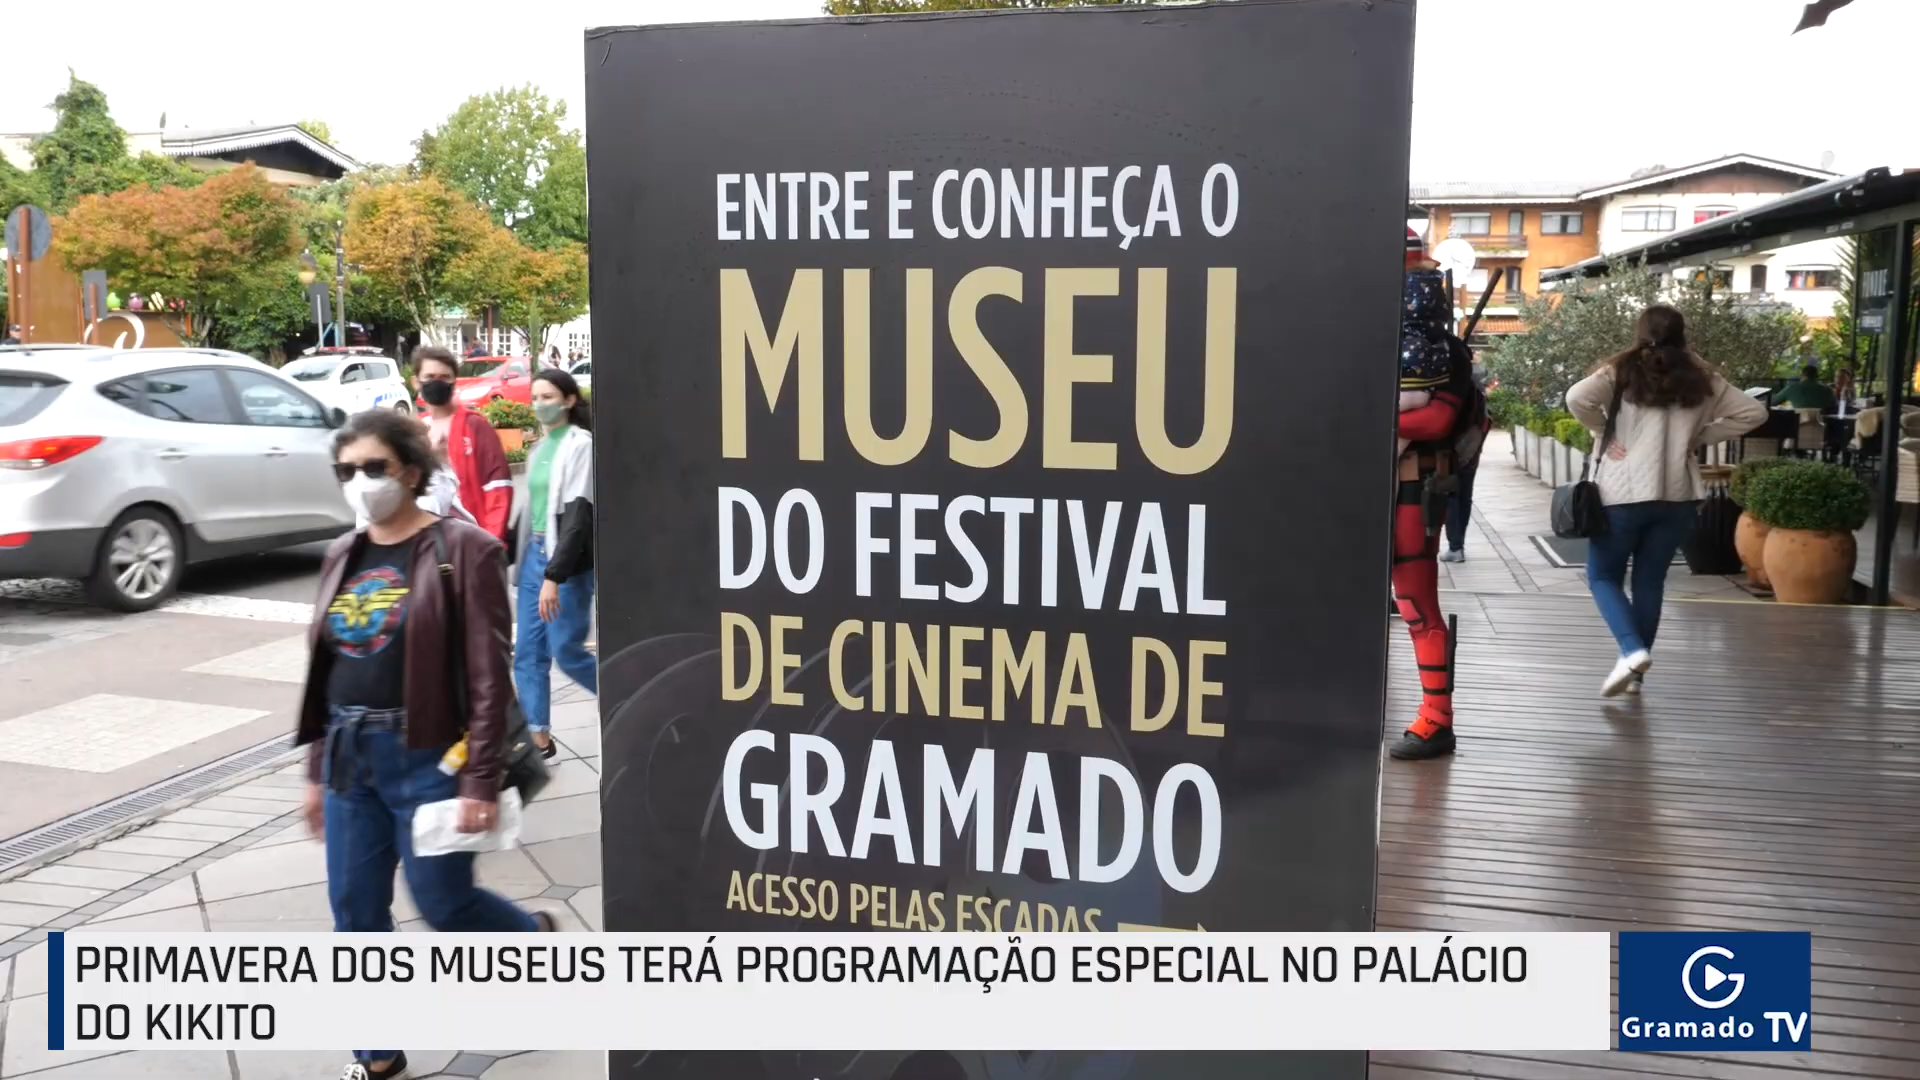 ENTRE E CONHEÇA O
MUSEU
DO FESTIVAL
DE CINEMA DE
GRAMADO
ACESSO PELAS ESCADAS
PRIMAVERA DOS MUSEUS TERÁ PROGRAMAÇÃO ESPECIAL NO PALÁCIO
DO KIKITO
Gramado TV